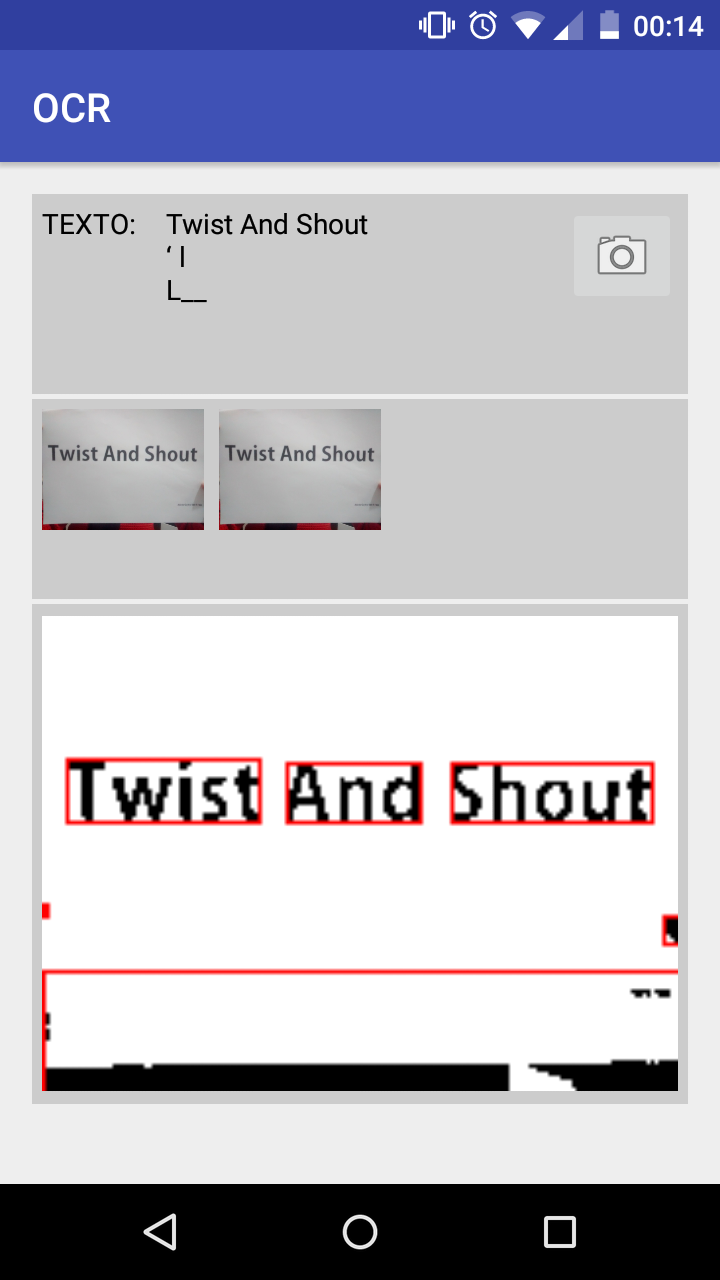 00:14
OCR
TEXTO: Twist And Shout
‘ l
L__
Twist And Shout Twist And Shout
Twist And Shout